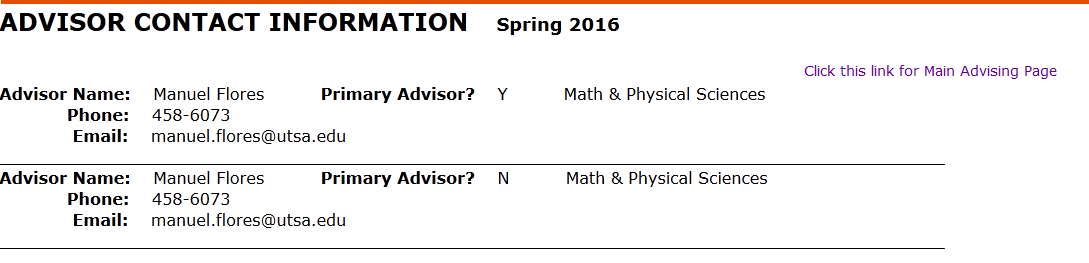 ADVISOR CONTACT INFORMATION Spring 2016
Click this link for Main Advising Page
Advisor Name: Manuel Flores Primary Advisor? Y Math & Physical Sciences
Phone: 458-6073
Email: manuel.flores@utsa.edu
Advisor Name: Manuel Flores Primary Advisor? N Math & Physical Sciences
Phone: 458-6073
Email: manuel.flores@utsa.edu